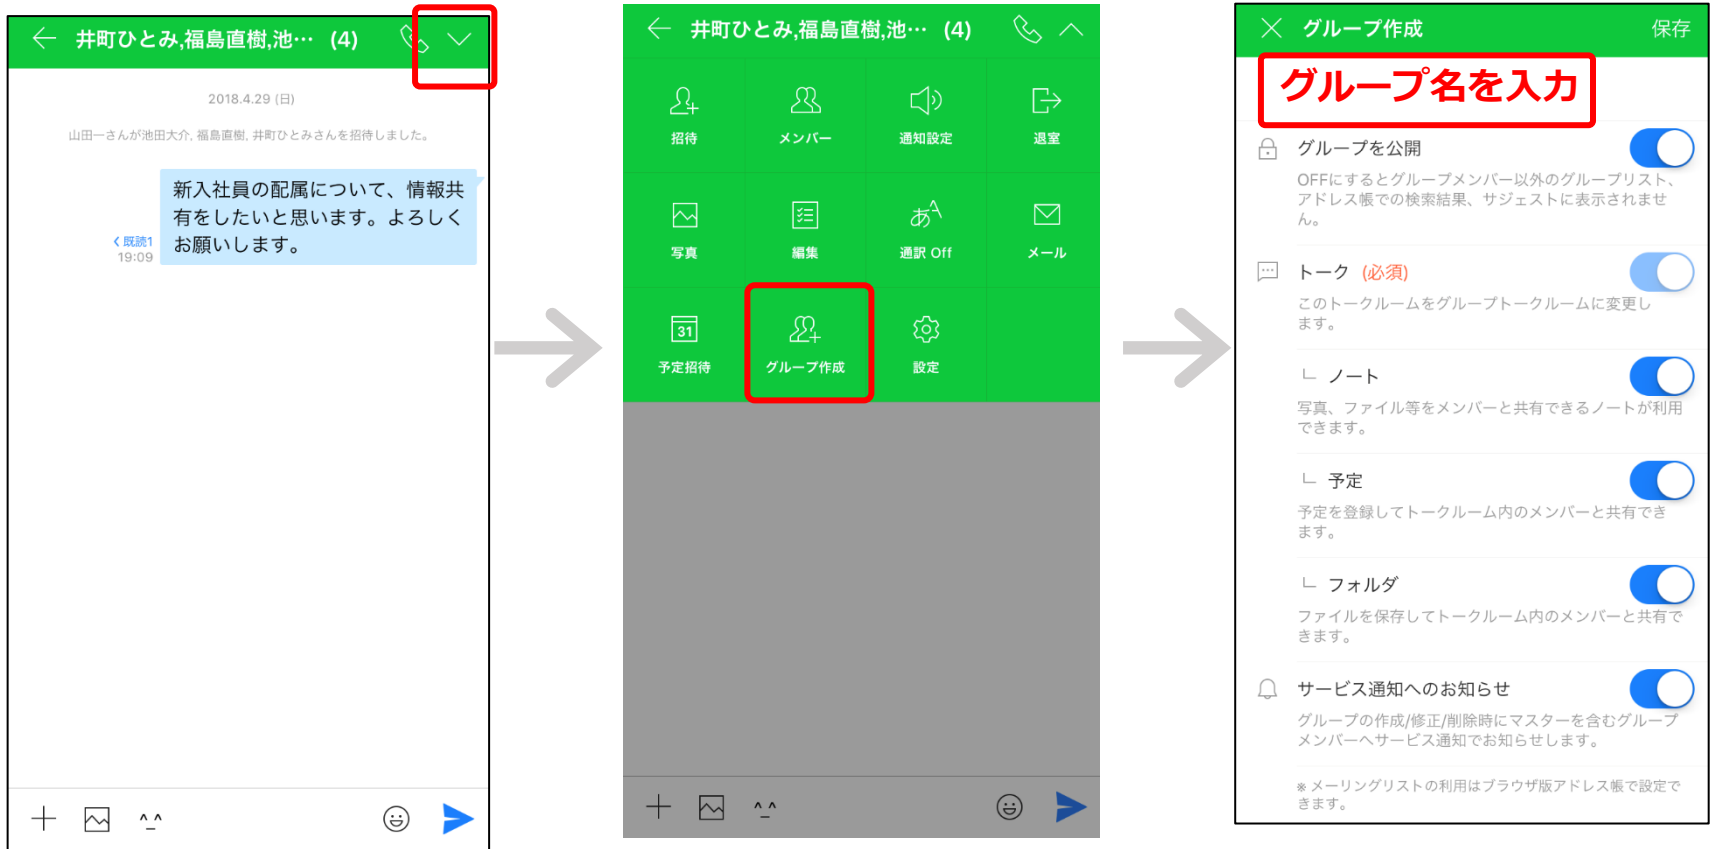 井町ひとみ,福島直樹,池… (4)
2018.4.29 (日)
山田一さんが池田大介, 福島直樹, 井町ひとみさんを招待しました。
新入社員の配属について、情報共
有をしたいと思います。よろしく
お願いします。
既読1
19:09
^_^
井町ひとみ,福島直樹,池… (4)
招待
メンバー
通知設定
退室
写真
編集
あA
通訳 Off
メール
31
予定招待
グループ作成
設定
^_^
グループ作成
保存
グループ名を入力
グループを公開
OFFにするとグループメンバー以外のグループリスト、
アドレス帳での検索結果、サジェストに表示されませ
ん。
トーク (必須)
このトークルームをグループトークルームに変更し
ます。
ノート
写真、ファイル等をメンバーと共有できるノートが利用
できます。
予定
予定を登録してトークルーム内のメンバーと共有でき
ます。
フォルダ
ファイルを保存してトークルーム内のメンバーと共有で
きます。
サービス通知へのお知らせ
グループの作成/修正/削除時にマスターを含むグループ
メンバーへサービス通知でお知らせします。
※ メーリングリストの利用はブラウザ版アドレス帳で設定で
きます。